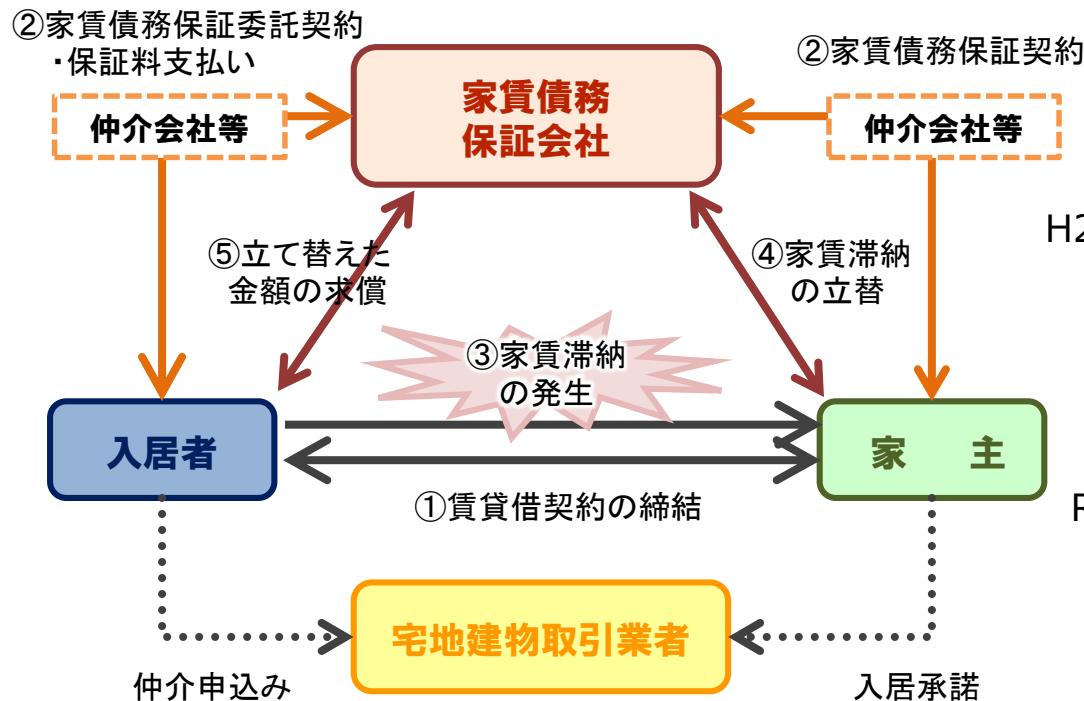 ②家賃債務保証委託契約
・保証料支払い
②家賃債務保証契約
家賃債務
保証会社
仲介会社等
仲介会社等
H2
⑤立て替えた
金額の求償
④家賃滞納
の立替
③家賃滞納
の発生
入居者
家　主
①賃貸借契約の締結
宅地建物取引業者
仲介申込み
入居承諾